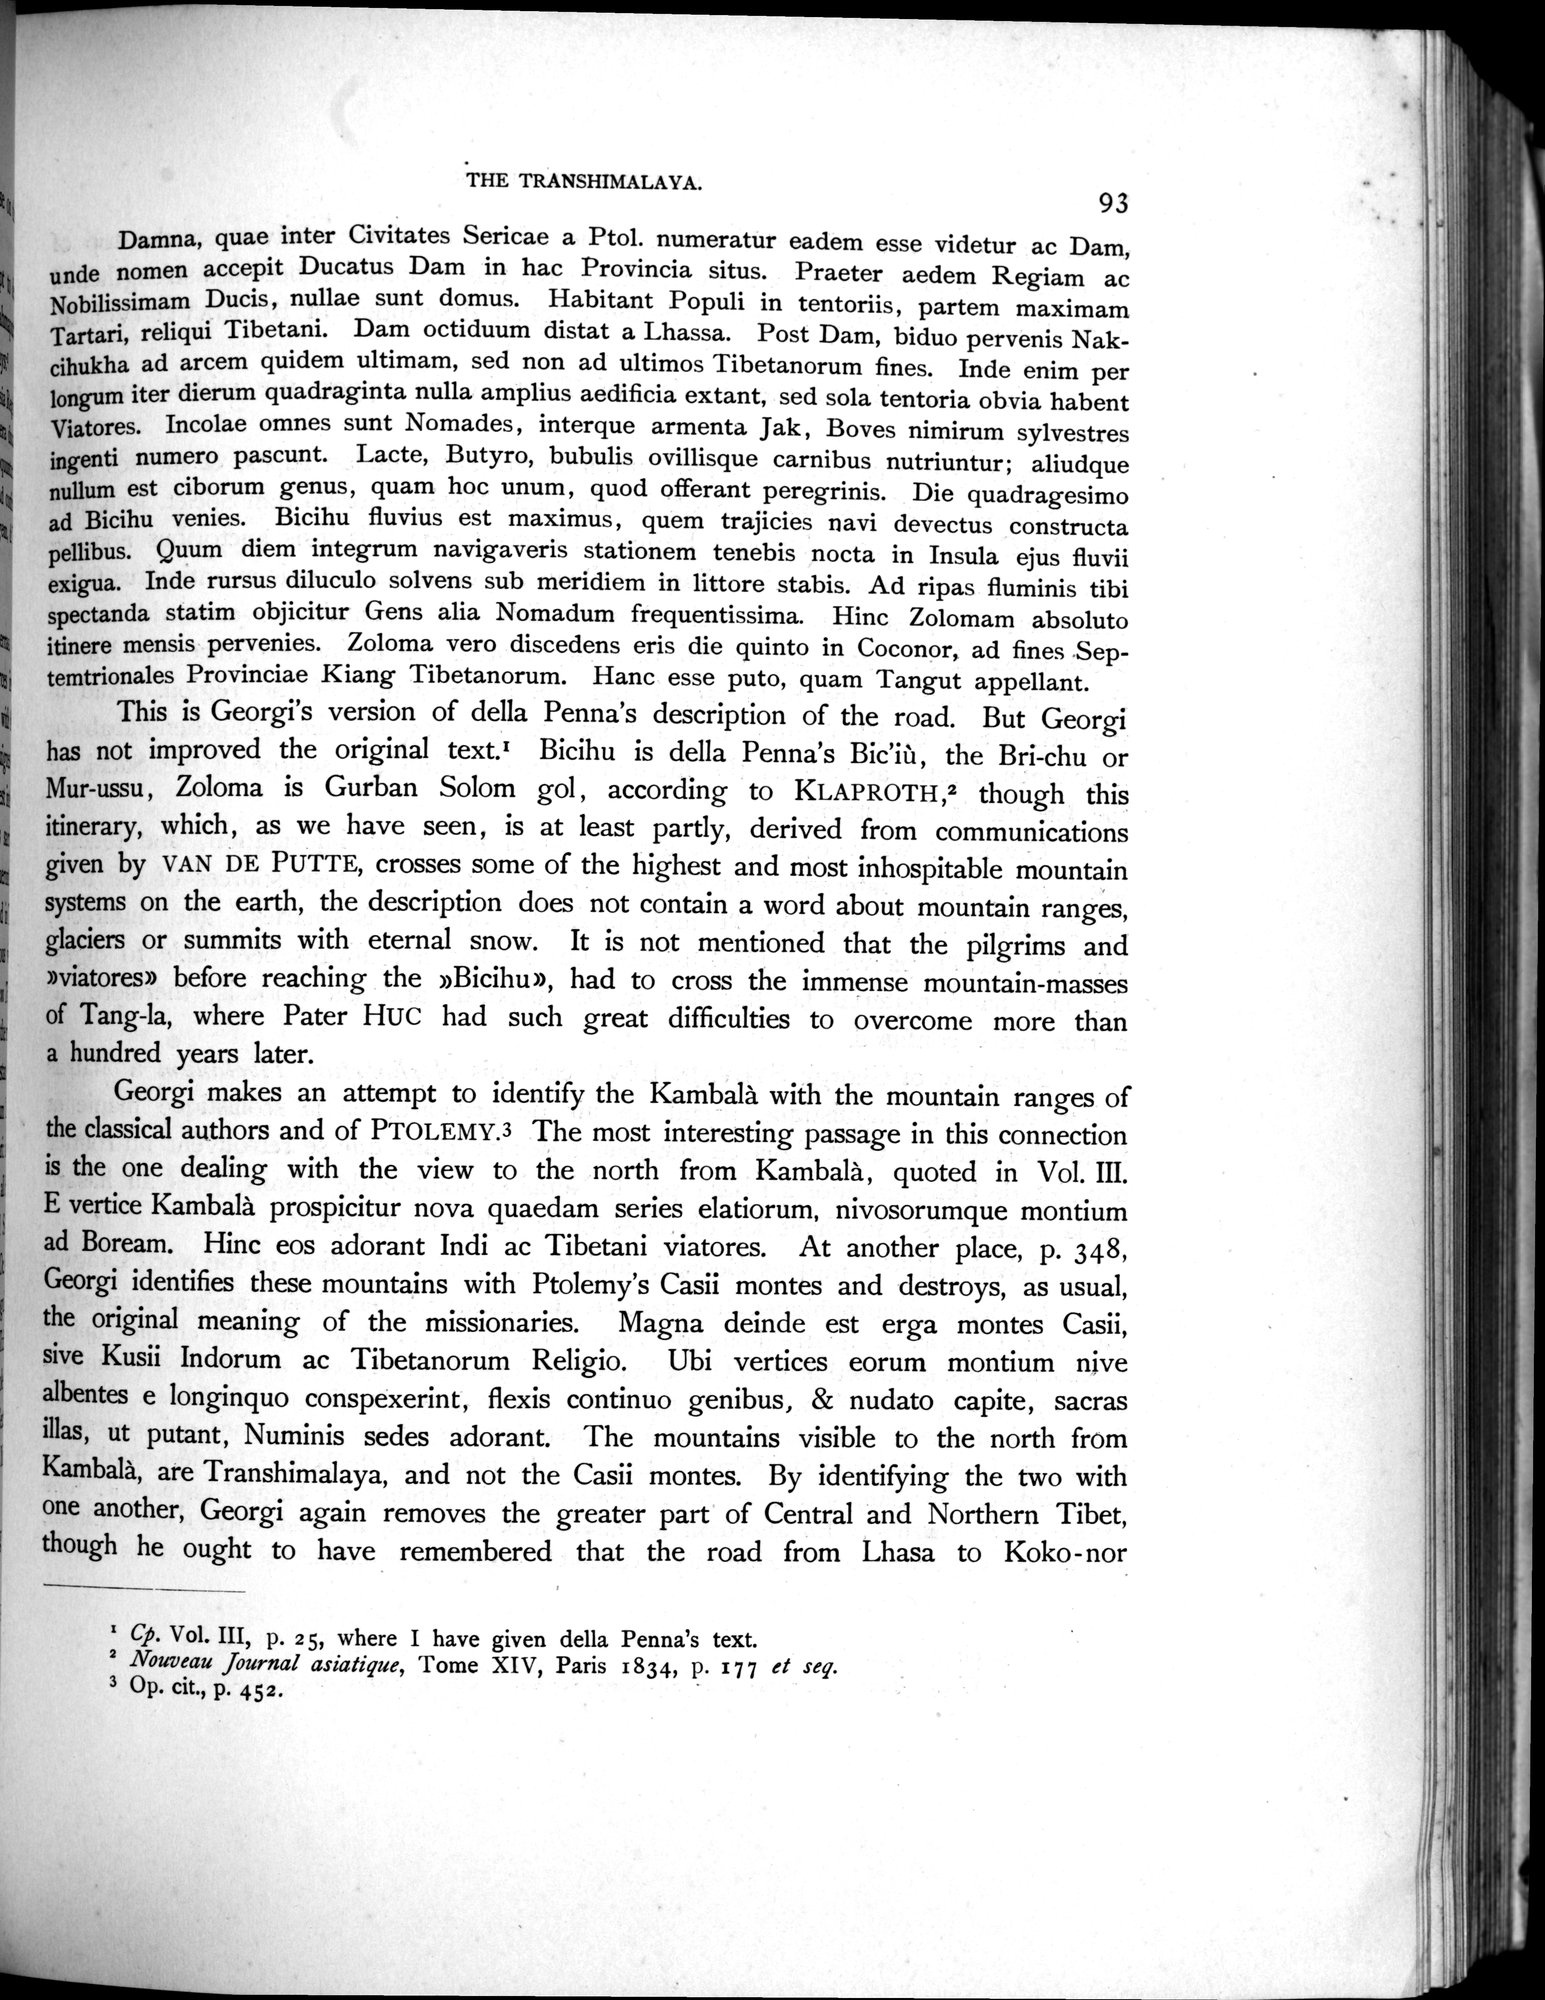 THE TRANSHIMALAYA.
93
Damna, quae inter Civitates Sericae a Ptol. numeratur eadem esse videtur ac Dam,
unde nomen accepit Ducatus Dam in hac Provincia situs. Praeter aedem Regiam ac
Nobilissimam Ducis, nullae sunt domus. Habitant Populi in tentoriis, partem maximam
Tartari, reliqui Tibetani. Dam octiduum distat a Lhassa. Post Dam, biduo pervenis Nak-
cihukha ad arcem quidem ultimam, sed non ad ultimos Tibetanorum fines. Inde enim per
longum iter dierum quadraginta nulla amplius aedificia extant, sed sola tentoria obvia habent
Viatores. Incolae omnes sunt Nomades, interque armenta Jak, Boves nimirum sylvestres
ingenti numero pascunt. Lacte, Butyro, bubulis ovillisque carnibus nutriuntur; aliudque
nullum est ciborum genus, quam hoc unum, quod offerant peregrinis. Die quadragesimo
ad Bicihu venies. Bicihu fluvius est maximus, quem trajicies navi devectus constructa
pellibus. Quum diem integrum navigaveris stationem tenebis nocta in Insula ejus fluvii
exigua. Inde rursus diluculo solvens sub meridiem in littore stabis. Ad ripas fluminis tibi
spectanda statim objicitur Gens alia Nomadum frequentissima. Hinc Zolomam absoluto
itinere mensis pervenies. Zoloma vero discedens eris die quinto in Coconor, ad fines Sep-
temtrionales Provinciae Kiang Tibetanorum. Hanc esse puto, quam Tangut appellant.
This is Georgi's version of della Penna's description of the road. But Georgi
has not improved the original text.¹ Bicihu is della Penna's Bic'iù, the Bri-chu or
Mur-ussu, Zoloma is Gurban Solom gol, according to KLAPROTH,² though this
itinerary, which, as we have seen, is at least partly, derived from communications
given by VAN DE PUTTE, crosses some of the highest and most inhospitable mountain
systems on the earth, the description does not contain a word about mountain ranges,
glaciers or summits with eternal snow. It is not mentioned that the pilgrims and
»viatores» before reaching the »Bicihu», had to cross the immense mountain-masses
of Tang-la, where Pater HUC had such great difficulties to overcome more than
a hundred years later.
Georgi makes an attempt to identify the Kambalà with the mountain ranges of
the classical authors and of PTOLEMY.³ The most interesting passage in this connection
is the one dealing with the view to the north from Kambalà, quoted in Vol. III.
E vertice Kambalà prospicitur nova quaedam series elatiorum, nivosorumque montium
ad Boream. Hinc eos adorant Indi ac Tibetani viatores. At another place, p. 348,
Georgi identifies these mountains with Ptolemy's Casii montes and destroys, as usual,
the original meaning of the missionaries. Magna deinde est erga montes Casii,
sive Kusii Indorum ac Tibetanorum Religio. Ubi vertices eorum montium nive
albentes e longinquo conspexerint, flexis continuo genibus, & nudato capite, sacras
illas, ut putant, Numinis sedes adorant. The mountains visible to the north from
Kambalà, are Transhimalaya, and not the Casii montes. By identifying the two with
one another, Georgi again removes the greater part of Central and Northern Tibet,
though he ought to have remembered that the road from Lhasa to Koko-nor
¹ Cp. Vol. III, p. 25, where I have given della Penna's text.
² Nouveau Journal asiatique, Tome XIV, Paris 1834, p. 177 et seq.
³ Op. cit., p. 452.